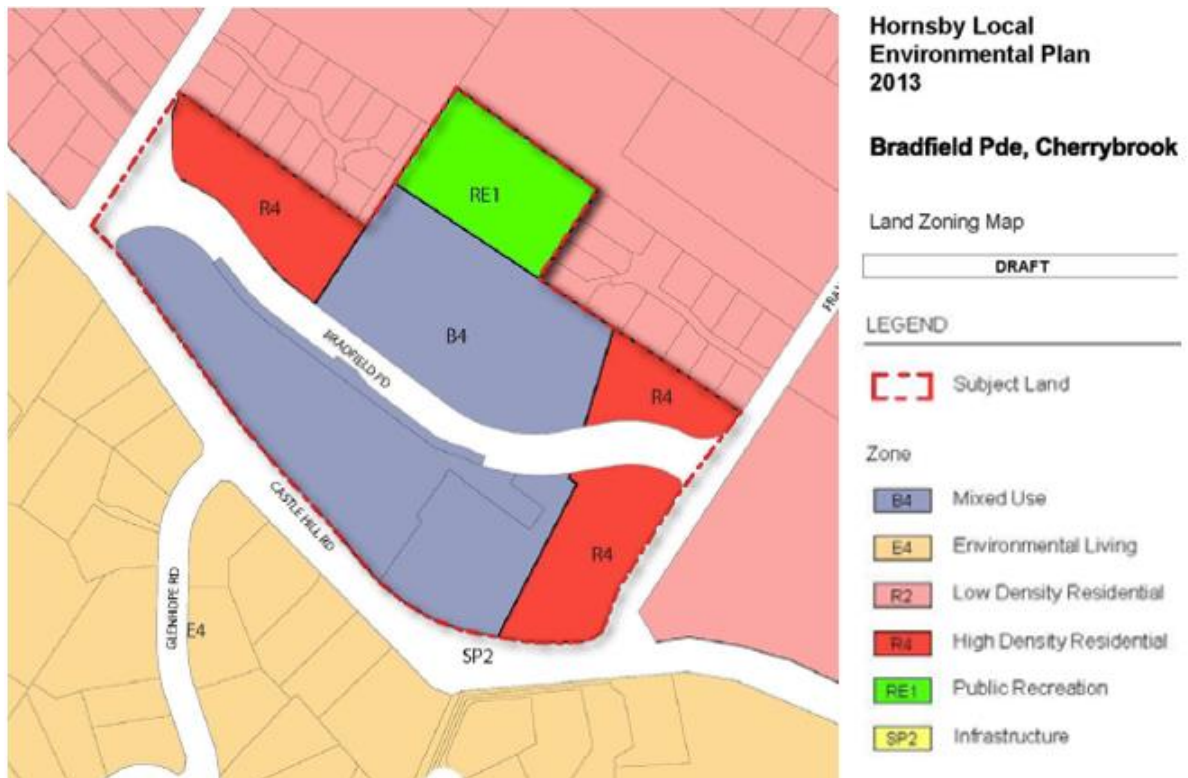 Hornsby Local
Environmental Plan
2013
Bradfield Pde, Cherrybrook
Land Zoning Map
DRAFT
LEGEND
Subject Land
Zone
B4 Mixed Use
E4 Environmental Living
R2 Low Density Residential
R4 High Density Residential
RE1 Public Recreation
SP2 Infrastructure
RE1
R4
B4
BRADFIELD PD
FRA
R4
R4
CASTLE HILL RD
GLENHOPE RD
E4
SP2